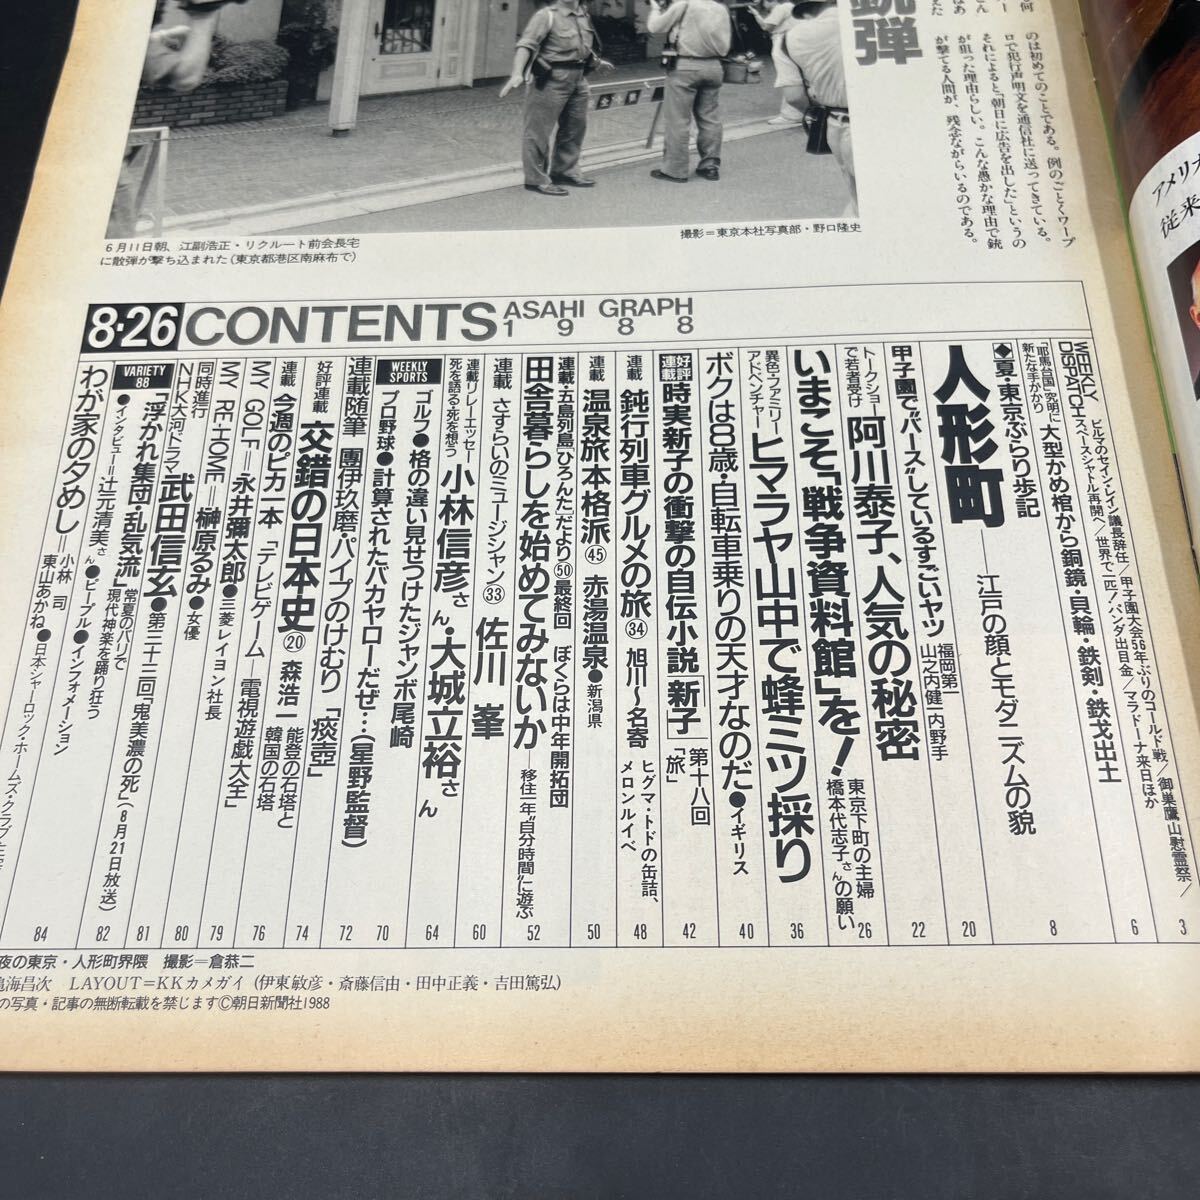 銃弾
のは初めてのことである。例のごとくワープ
ロで犯行声明文を通信社に送ってきている。
それによると「朝日に広告を出した」というの
が狙った理由らしい。こんな愚かな理由で銃
が撃てる人間が、残念ながらいるのである。
6月11日朝、江副浩正・リクルート前会長宅
に散弾が撃ち込まれた(東京都港区南麻布で)
撮影=東京本社写真部・野口隆史
アメリカ
従来
8・26 CONTENTS ASAHI GRAPH
1988
WEEKLY DISPATCH
ビルマのセイン・ルイン議長辞任/甲子園大会56年ぶりのコールド戦/御巣鷹山慰霊祭/
スペースシャトル再開へ/世界で一匹!パンダ出目金/マラドーナ来日ほか
3
「耶馬台国」究明に新たな手がかり
大型かめ棺から銅鏡・貝輪・鉄剣・鉄戈出土
6
◆夏・東京ぶらり歩記
人形町──江戸の顔とモダニズムの貌
8
甲子園で“バース”しているすごいヤツ
福岡第一
山之内健一内野手
20
トークショーで若者受け
阿川泰子、人気の秘密
22
いまこそ「戦争資料館」を!
東京下町の主婦
橋本代志子さんの願い
26
異色・ファミリーアドベンチャー
ヒマラヤ山中で蜂ミツ採り
36
ボクは8歳・自転車乗りの天才なのだ●イギリス
40
好評連載
時実新子の衝撃の自伝小説「新子」
第十八回
「旅」
42
連載 鈍行列車グルメの旅㉞ 旭川〜名寄
ヒグマ・トドの缶詰、
メロンルイベ
48
連載 温泉旅本格派㊺ 赤湯温泉●新潟県
50
連載・五島列島“ひろんた”だより㊿最終回 ぼくらは中年開拓団
田舎暮らしを始めてみないか──移住一年“自分時間”に遊ぶ
52
連載 さすらいのミュージシャン㉝ 佐川 峯
60
連載リレーエッセー
死を語る・死を想う
小林信彦さん・大城立裕さん
64
WEEKLY SPORTS
ゴルフ●格の違い見せつけたジャンボ尾崎
プロ野球●計算されたバカヤローだぜ…(星野監督)
70
連載随筆 團伊玖磨・パイプのけむり「痰壺」
72
好評連載 交錯の日本史⑳ 森浩一
能登の石塔と
韓国の石塔
74
連載 今週のピカ一本「テレビゲーム──電視遊戯大全」
76
MY GOLF──永井彌太郎●三菱レイヨン社長
79
MY RE-HOME──榊原るみ●女優
80
同時進行
NHK大河ドラマ 武田信玄●第三十三回「鬼美濃の死」(8月21日放送)
81
VARIETY 88
「浮かれ集団・乱気流」
常夏のバリで
現代神楽を踊り狂う
●インタビュー=辻元清美さん●ピープル●インフォメーション
82
わが家の夕めし──
小林 司
東山あかね
●日本シャーロック・ホームズ・クラブ主宰
84
夜の東京・人形町界隈 撮影=倉恭二
亀海昌次 LAYOUT=KKカメガイ(伊東敏彦・斎藤信由・田中正義・吉田篤弘)
の写真・記事の無断転載を禁じます©朝日新聞社1988